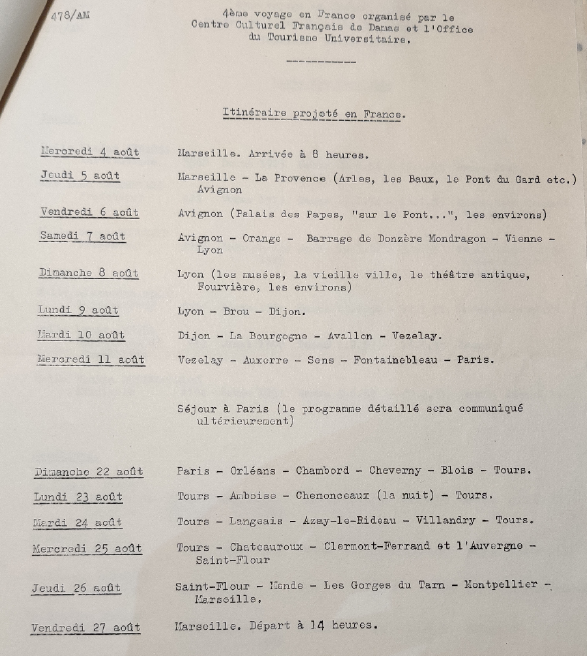 478/AM
4ème voyage en France organisé par le
Centre Culturel Français de Damas et l'Office
du Tourisme Universitaire.
Itinéraire projeté en France.
Mercredi 4 août Marseille. Arrivée à 8 heures.
Jeudi 5 août Marseille - La Provence (Arles, les Baux, le Pont du Gard etc.)
Avignon
Vendredi 6 août Avignon (Palais des Papes, "sur le Pont...", les environs)
Samedi 7 août Avignon - Orange - Barrage de Donzère Mondragon - Vienne -
Lyon
Dimanche 8 août Lyon (les musées, la vieille ville, le théâtre antique,
Fourvière, les environs)
Lundi 9 août Lyon - Brou - Dijon.
Mardi 10 août Dijon - La Bourgogne - Avallon - Vezelay.
Mercredi 11 août Vezelay - Auxerre - Sens - Fontainebleau - Paris.
Séjour à Paris (le programme détaillé sera communiqué
ultérieurement)
Dimanche 22 août Paris - Orléans - Chambord - Cheverny - Blois - Tours.
Lundi 23 août Tours - Amboise - Chenonceaux (la nuit) - Tours.
Mardi 24 août Tours - Langeais - Azay-le-Rideau - Villandry - Tours.
Mercredi 25 août Tours - Chateauroux - Clermont-Ferrand et l'Auvergne -
Saint-Flour
Jeudi 26 août Saint-Flour - Mende - Les Gorges du Tarn - Montpellier -
Marseille.
Vendredi 27 août Marseille. Départ à 14 heures.